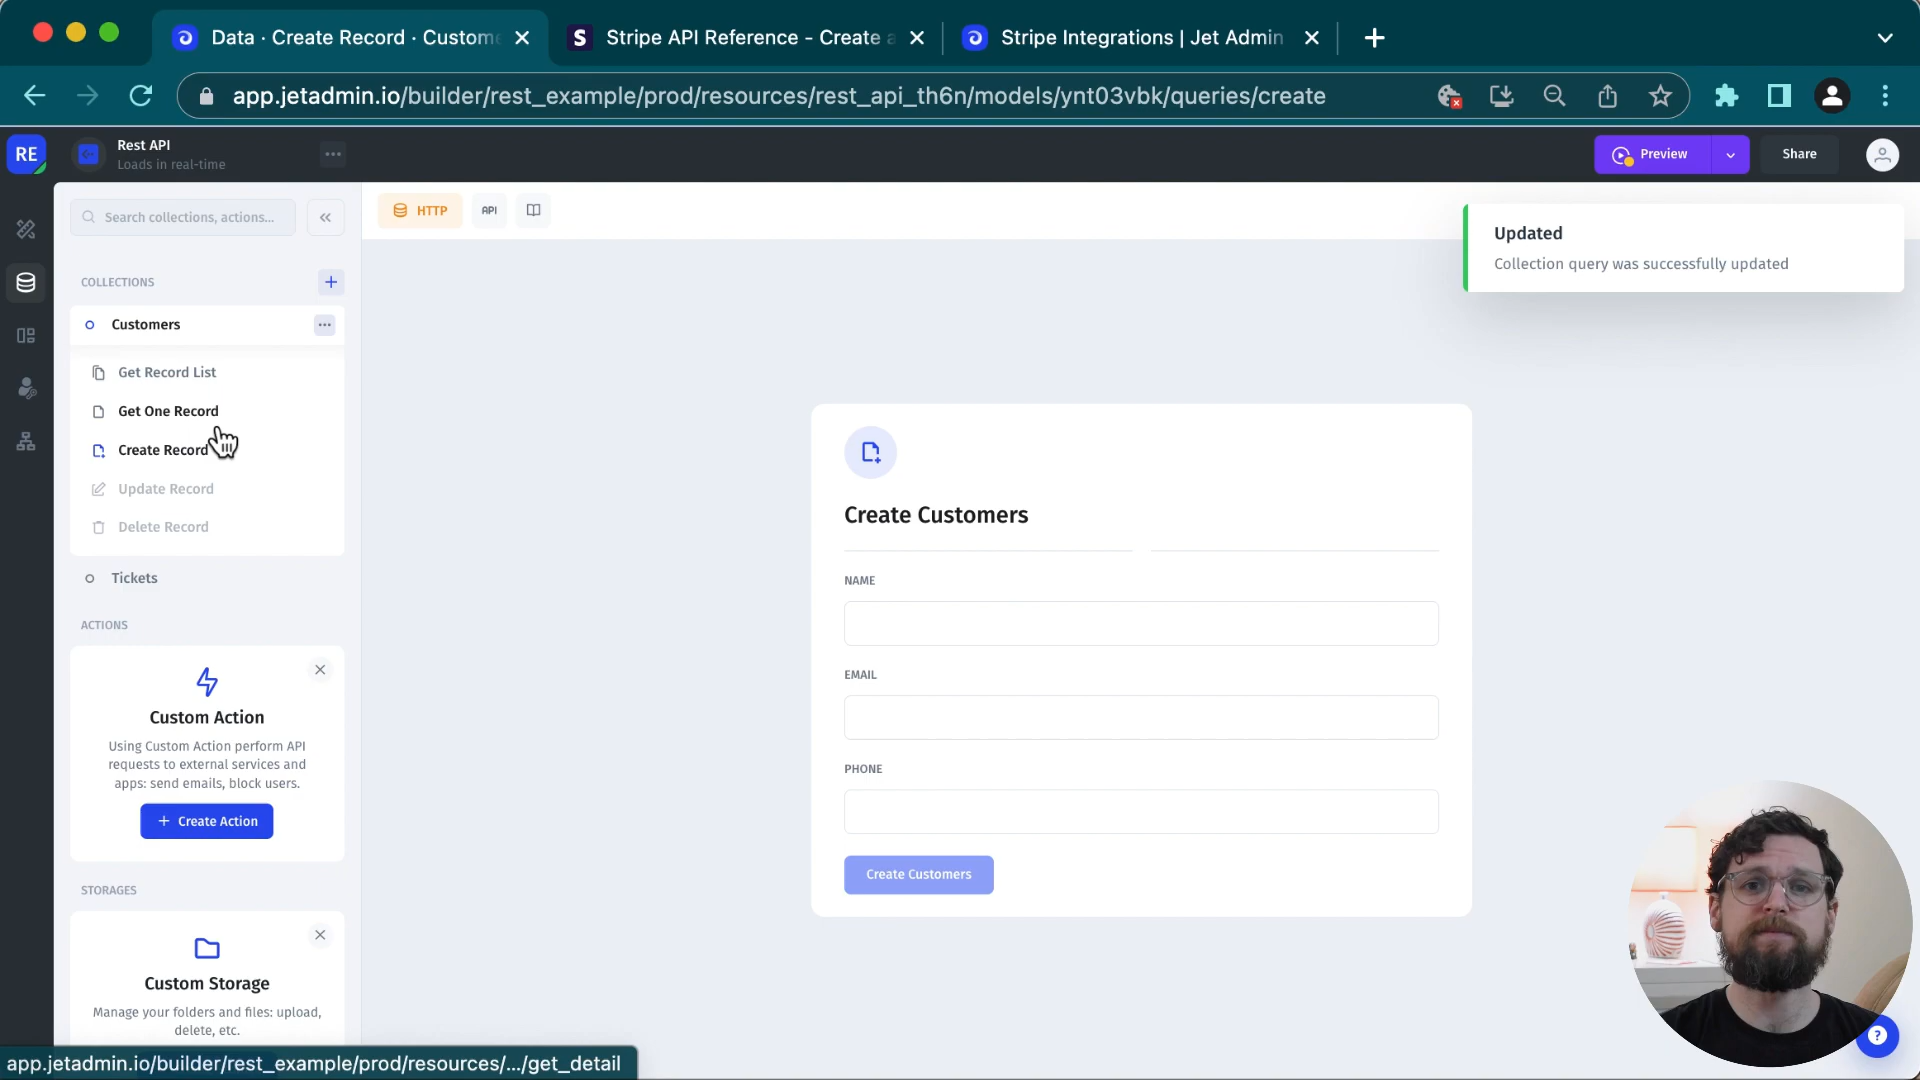 Data · Create Record · Custome
Stripe API Reference - Create a
Stripe Integrations | Jet Admin
app.jetadmin.io/builder/rest_example/prod/resources/rest_api_th6n/models/ynt03vbk/queries/create
RE
Rest API
Loads in real-time
Preview
Share
Search collections, actions...
HTTP
API
Updated
Collection query was successfully updated
COLLECTIONS
Customers
Get Record List
Get One Record
Create Record
Update Record
Delete Record
Tickets
ACTIONS
Custom Action
Using Custom Action perform API
requests to external services and
apps: send emails, block users.
+ Create Action
STORAGES
Custom Storage
Manage your folders and files: upload,
delete, etc.
Create Customers
NAME
EMAIL
PHONE
Create Customers
?
app.jetadmin.io/builder/rest_example/prod/resources/.../get_detail